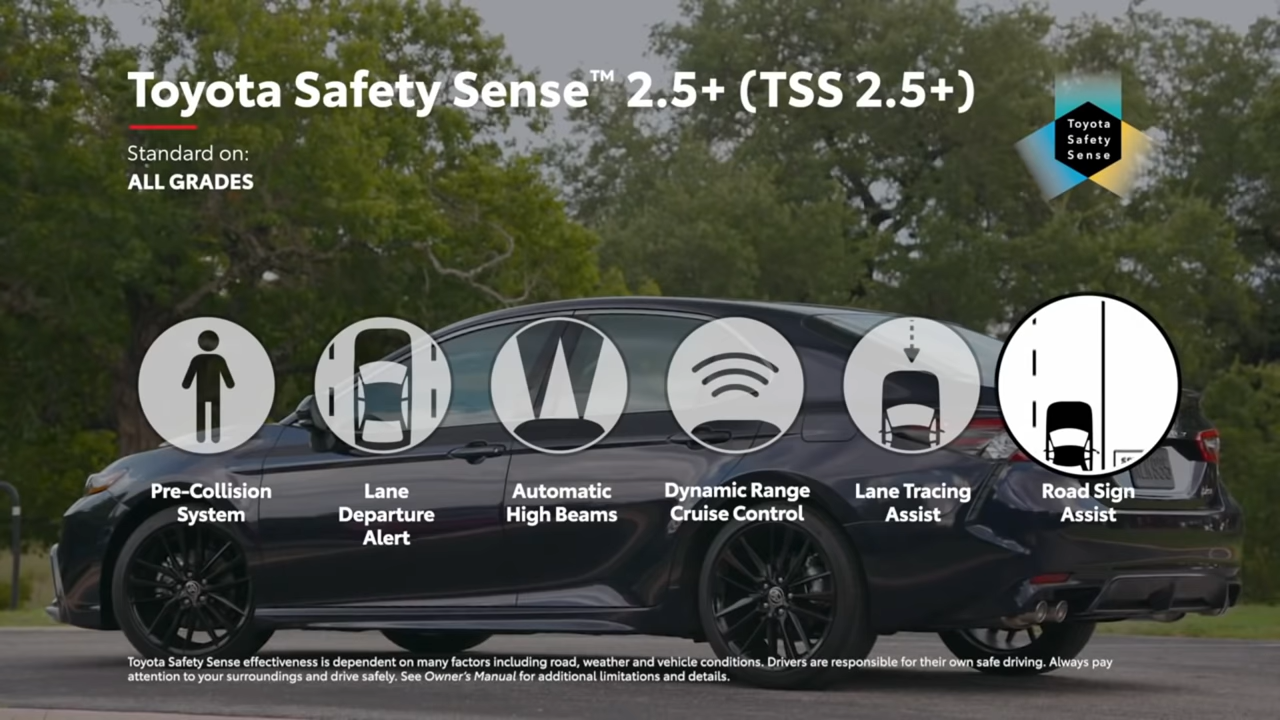 Toyota Safety Sense™ 2.5+ (TSS 2.5+)
Standard on:
ALL GRADES
Toyota
Safety
Sense
Pre-Collision
System
Lane
Departure
Alert
Automatic
High Beams
Dynamic Range
Cruise Control
Lane Tracing
Assist
Road Sign
Assist
Toyota Safety Sense effectiveness is dependent on many factors including road, weather and vehicle conditions. Drivers are responsible for their own safe driving. Always pay
attention to your surroundings and drive safely. See Owner's Manual for additional limitations and details.